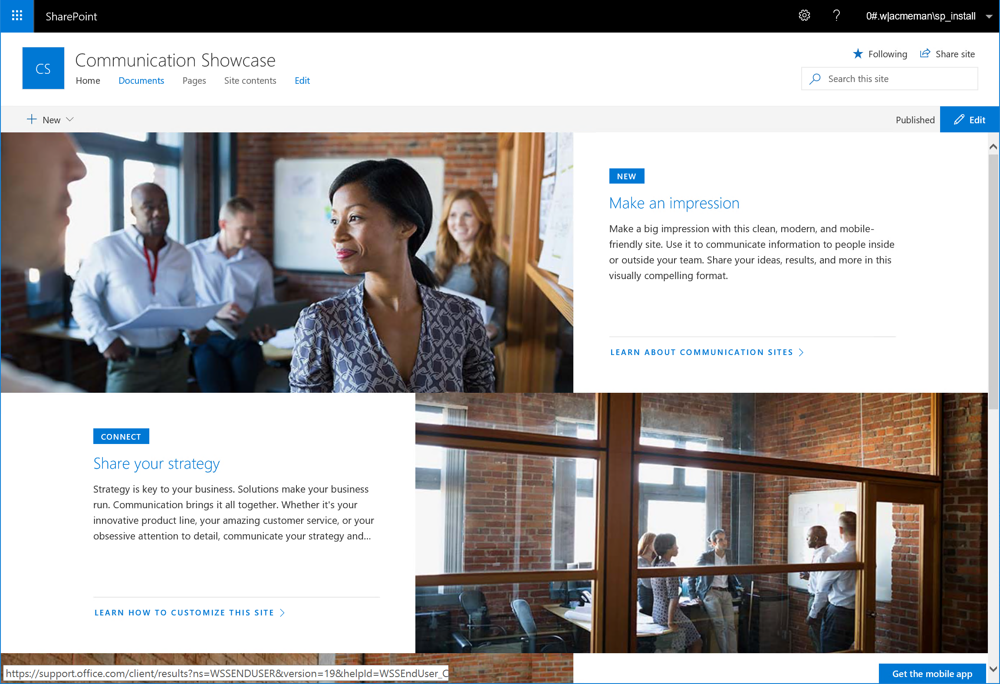 SharePoint
0#.w|acmeman\sp_install
CS
Communication Showcase
Following
Share site
Home
Documents
Pages
Site contents
Edit
Search this site
New
Published
Edit
NEW
Make an impression
Make a big impression with this clean, modern, and mobile-
friendly site. Use it to communicate information to people inside
or outside your team. Share your ideas, results, and more in this
visually compelling format.
LEARN ABOUT COMMUNICATION SITES
CONNECT
Share your strategy
Strategy is key to your business. Solutions make your business
run. Communication brings it all together. Whether it's your
innovative product line, your amazing customer service, or your
obsessive attention to detail, communicate your strategy and...
LEARN HOW TO CUSTOMIZE THIS SITE
https://support.office.com/client/results?ns=WSSENDUSER&version=19&helpId=WSSEndUser_C
Get the mobile app